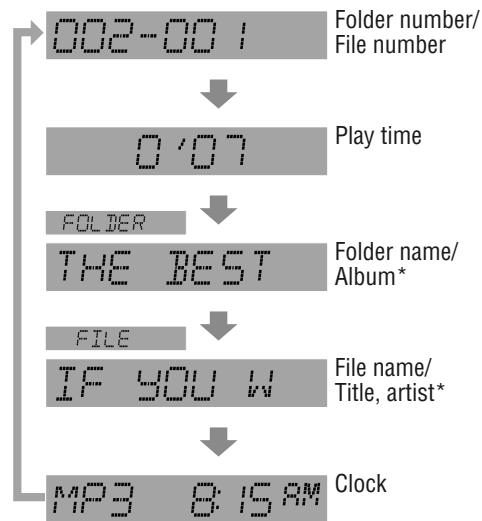 002-001
Folder number/
File number
0'07
Play time
FOLDER
THE BEST
Folder name/
Album*
FILE
IF YOU W
File name/
Title, artist*
MP3 8:15 AM
Clock